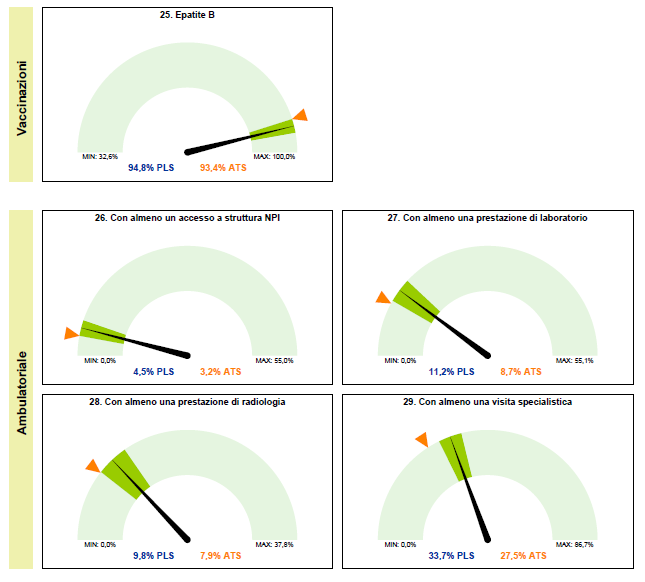 Vaccinazioni
25. Epatite B
MIN: 32,6%
MAX: 100,0%
94,8% PLS
93,4% ATS
Ambulatoriale
26. Con almeno un accesso a struttura NPI
MIN: 0,0%
MAX: 55,0%
4,5% PLS
3,2% ATS
27. Con almeno una prestazione di laboratorio
MIN: 0,0%
MAX: 55,1%
11,2% PLS
8,7% ATS
28. Con almeno una prestazione di radiologia
MIN: 0,0%
MAX: 37,8%
9,8% PLS
7,9% ATS
29. Con almeno una visita specialistica
MIN: 0,0%
MAX: 86,7%
33,7% PLS
27,5% ATS